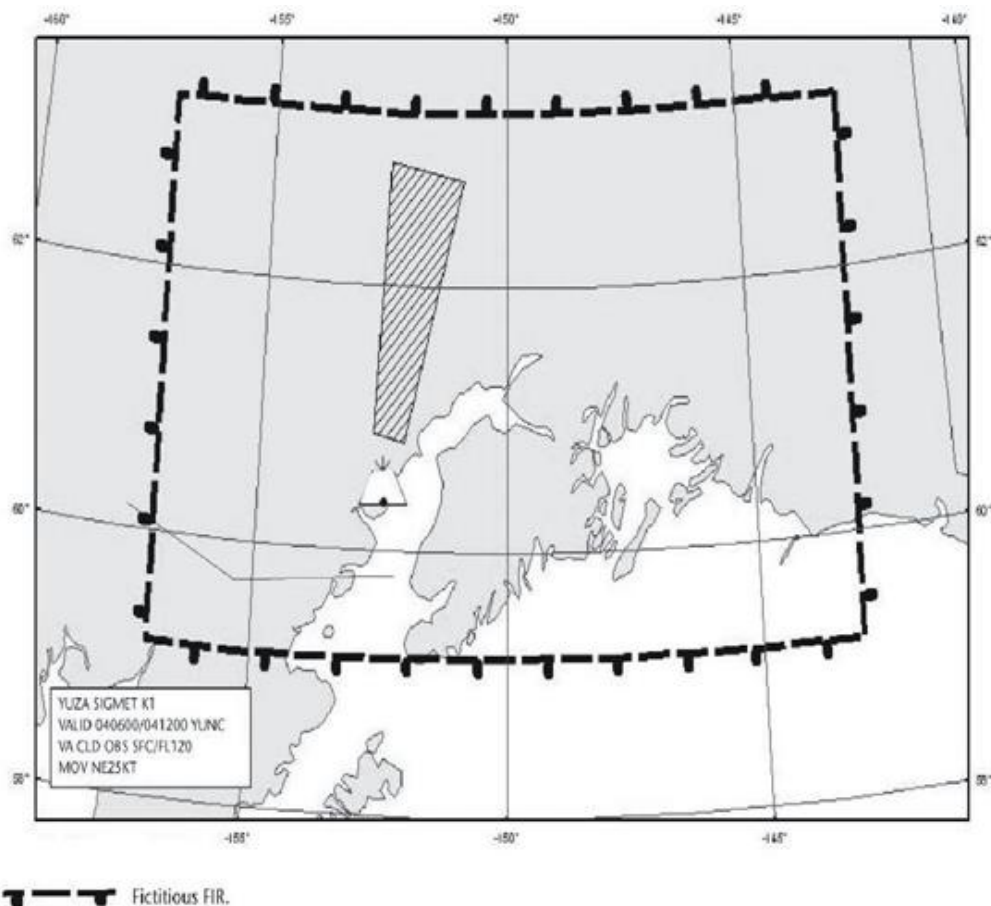 -160° -155° -150° -145° -140°
62° 62°
60° 60°
YUZA SIGMET K1
VALID 040600/041200 YUNC
VA CLD OBS SFC/FL120
MOV NE25KT
58° 58°
-155° -150° -145°
Fictitious FIR.